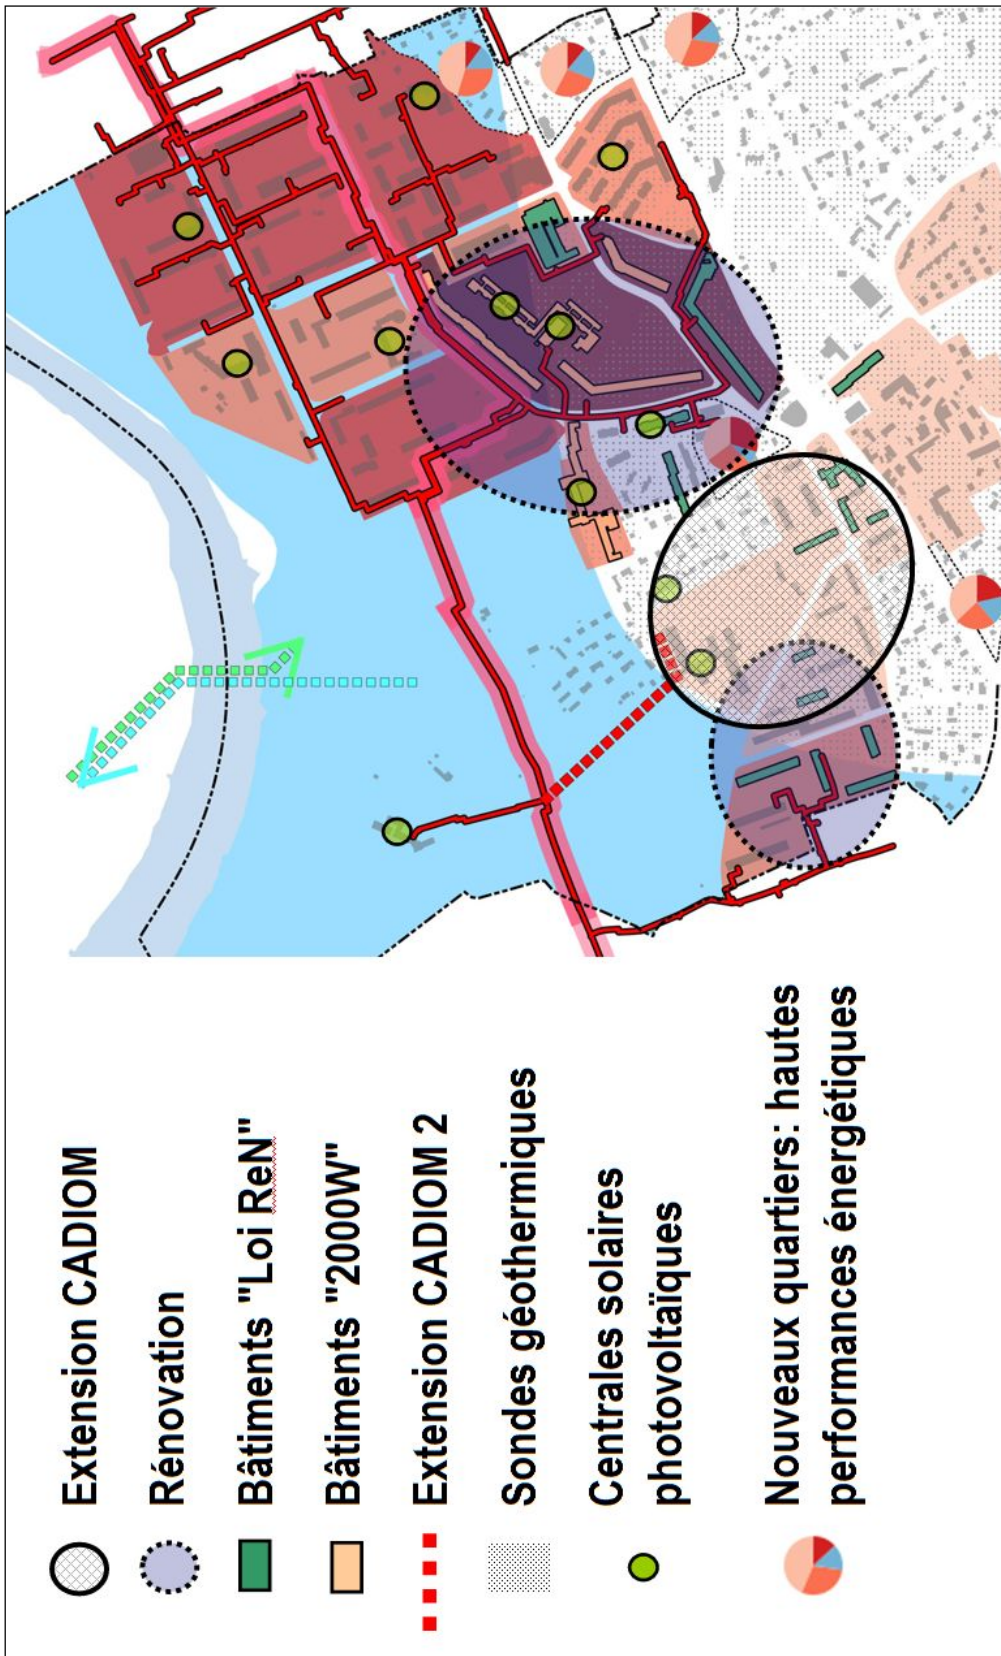 Extension CADIOM
Rénovation
Bâtiments "Loi ReN"
Bâtiments "2000W"
Extension CADIOM 2
Sondes géothermiques
Centrales solaires
photovoltaïques
Nouveaux quartiers: hautes
performances énergétiques